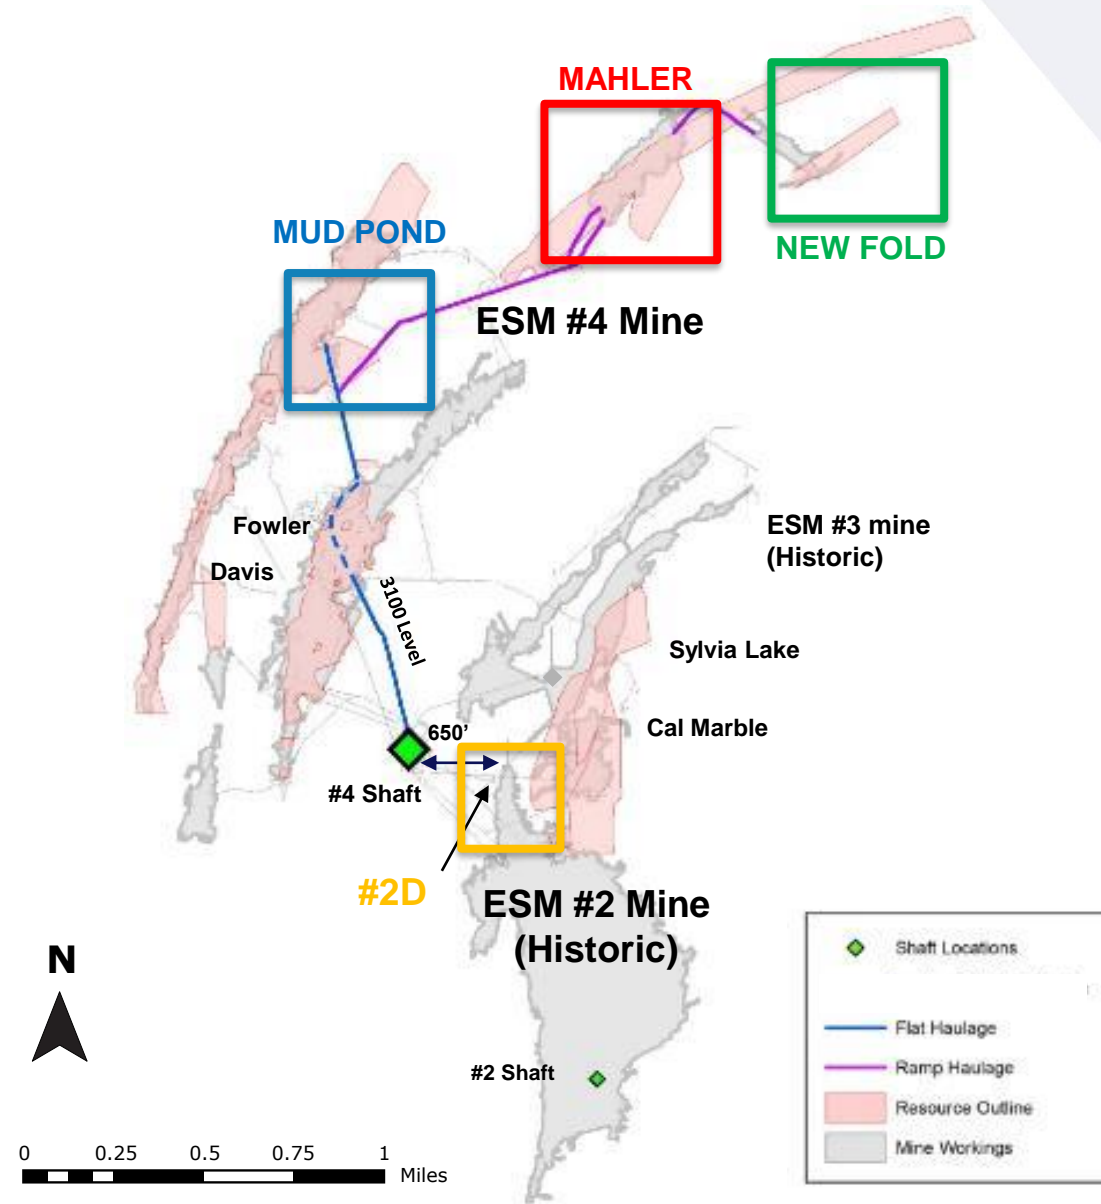 MAHLER
MUD POND
NEW FOLD
ESM #4 Mine
Fowler
ESM #3 mine
(Historic)
Davis
3100 Level
Sylvia Lake
Cal Marble
650’
#4 Shaft
#2D
ESM #2 Mine
(Historic)
N
#2 Shaft
Shaft Locations
Flat Haulage
Ramp Haulage
Resource Outline
Mine Workings
0 0.25 0.5 0.75 1
Miles